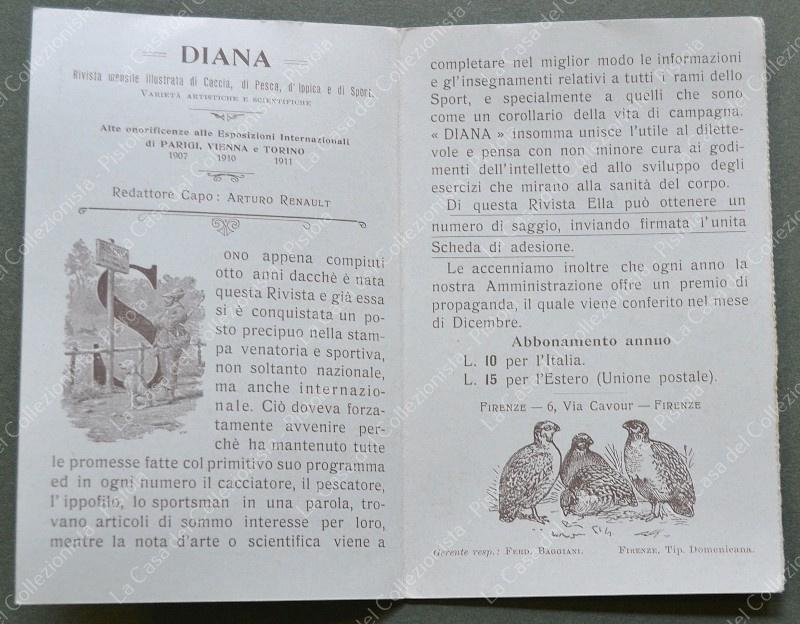 DIANA
Rivista mensile illustrata di Caccia, di Pesca, d'Ippica e di Sport.
VARIETÀ ARTISTICHE E SCIENTIFICHE
Alte onorificenze alle Esposizioni Internazionali
di PARIGI, VIENNA e TORINO
1907 1910 1911
Redattore Capo: ARTURO RENAULT
SONO appena compiuti
otto anni dacchè è nata
questa Rivista e già essa
si è conquistata un po-
sto precipuo nella stam-
pa venatoria e sportiva,
non soltanto nazionale,
ma anche internazio-
nale. Ciò doveva forza-
tamente avvenire per-
chè ha mantenuto tutte
le promesse fatte col primitivo suo programma
ed in ogni numero il cacciatore, il pescatore,
l'ippofilo, lo sportsman in una parola, tro-
vano articoli di sommo interesse per loro,
mentre la nota d'arte o scientifica viene a
completare nel miglior modo le informazioni
e gl'insegnamenti relativi a tutti i rami dello
Sport, e specialmente a quelli che sono
come un corollario della vita di campagna.
« DIANA » insomma unisce l'utile al dilette-
vole e pensa con non minore cura ai godi-
menti dell'intelletto ed allo sviluppo degli
esercizi che mirano alla sanità del corpo.
Di questa Rivista Ella può ottenere un
numero di saggio, inviando firmata l'unita
Scheda di adesione.
Le accenniamo inoltre che ogni anno la
nostra Amministrazione offre un premio di
propaganda, il quale viene conferito nel mese
di Dicembre.
Abbonamento annuo
L. 10 per l'Italia.
L. 15 per l'Estero (Unione postale).
FIRENZE — 6, Via Cavour — FIRENZE
Gerente resp.: FERD. BAGGIANI. FIRENZE, Tip. Domenicana.
La Casa del Collezionista - Pistoia